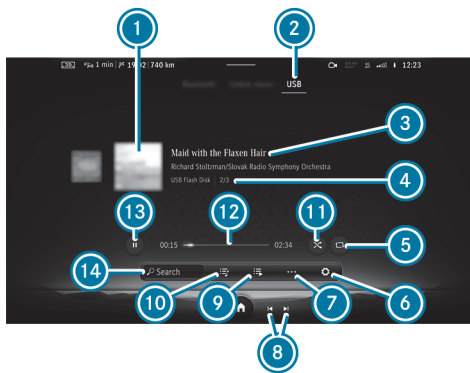 1
2
1 min 19:02 740 km
12:23
USB
3
Maid with the Flaxen Hair
Richard Stoltzman/Slovak Radio Symphony Orchestra
USB Flash Disk 2/3
4
13
12
11
00:15
02:34
5
14
Search
10
9
7
6
8